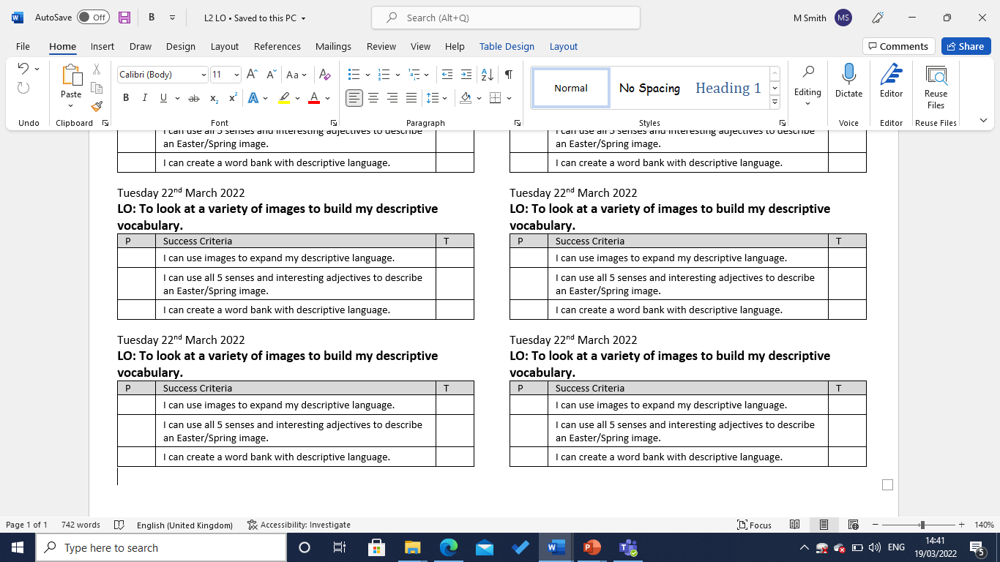 AutoSave Off B L2 LO • Saved to this PC Search (Alt+Q) M Smith MS
File Home Insert Draw Design Layout References Mailings Review View Help Table Design Layout Comments Share
Calibri (Body) 11 A A Aa A Normal No Spacing Heading 1
Paste Editing Dictate Editor Reuse Files
B I U ab x₂ x² A A
Undo Clipboard Font Paragraph Styles Voice Editor Reuse Files
I can use all 5 senses and interesting adjectives to describe
an Easter/Spring image.
I can create a word bank with descriptive language.
I can use all 5 senses and interesting adjectives to describe
an Easter/Spring image.
I can create a word bank with descriptive language.
Tuesday 22nd March 2022
LO: To look at a variety of images to build my descriptive
vocabulary.
P Success Criteria T
I can use images to expand my descriptive language.
I can use all 5 senses and interesting adjectives to describe
an Easter/Spring image.
I can create a word bank with descriptive language.
Tuesday 22nd March 2022
LO: To look at a variety of images to build my descriptive
vocabulary.
P Success Criteria T
I can use images to expand my descriptive language.
I can use all 5 senses and interesting adjectives to describe
an Easter/Spring image.
I can create a word bank with descriptive language.
Tuesday 22nd March 2022
LO: To look at a variety of images to build my descriptive
vocabulary.
P Success Criteria T
I can use images to expand my descriptive language.
I can use all 5 senses and interesting adjectives to describe
an Easter/Spring image.
I can create a word bank with descriptive language.
Tuesday 22nd March 2022
LO: To look at a variety of images to build my descriptive
vocabulary.
P Success Criteria T
I can use images to expand my descriptive language.
I can use all 5 senses and interesting adjectives to describe
an Easter/Spring image.
I can create a word bank with descriptive language.
Page 1 of 1 742 words English (United Kingdom) Accessibility: Investigate Focus 140%
Type here to search ENG 14:41
19/03/2022 5